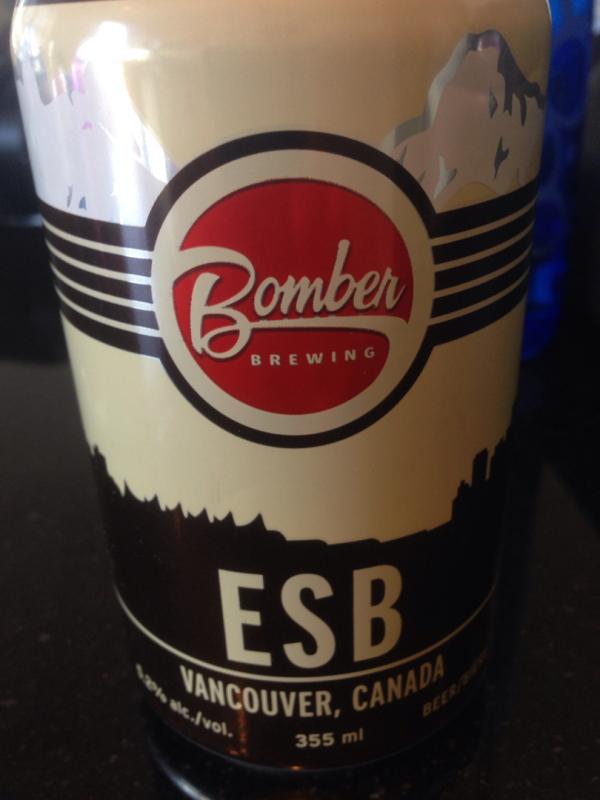 Bomber
BREWING
ESB
VANCOUVER, CANADA
alc./vol.
355 ml
BEER/